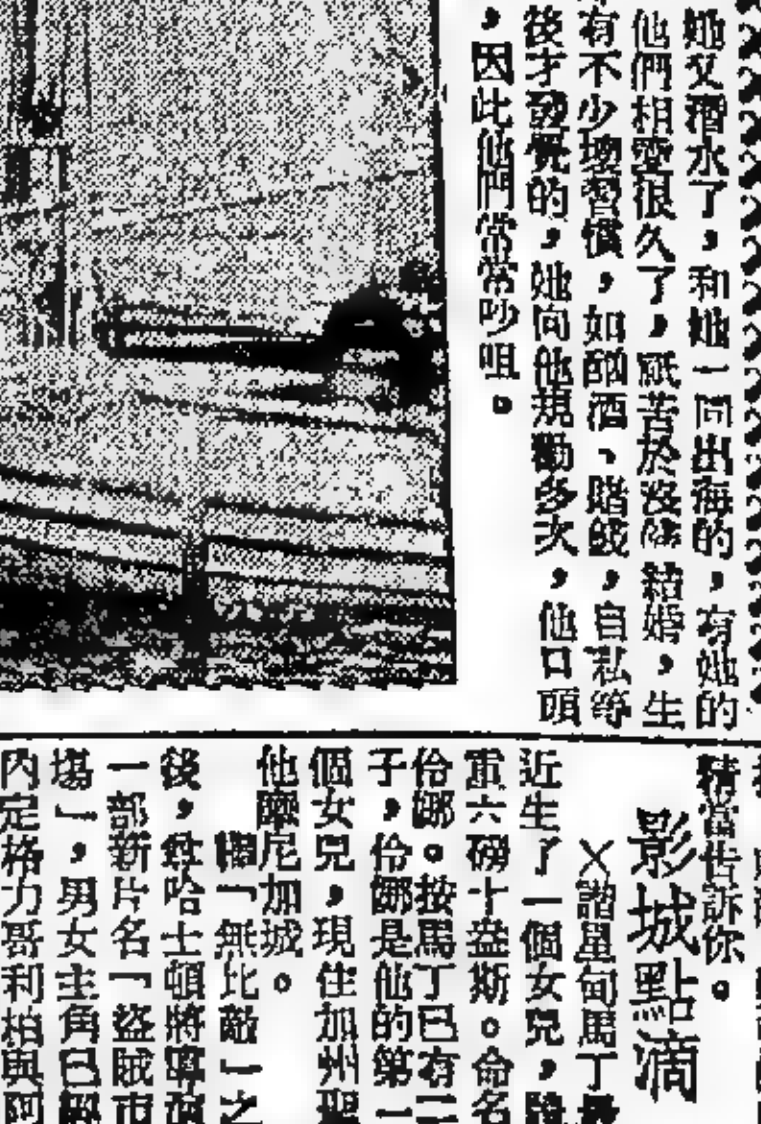 她又潛水了，和她一同出海的，有她的
他們相愛很久了，祇苦於沒條結婚，生
有不少壞習慣，如酗酒、賭錢，自私等
後才發覺的，她向他規勸多次，他口頭
，因此他們常常吵咀。
精當告訴你。
影城點滴
×諧星甸馬丁最
近生了一個女兒，
重六磅十盎斯。命名
伶娜。按馬丁已有二
子，伶娜是他的第一
個女兒，現住加州聖
他蒙尼加城。
「無比敵」之
後，哈士頓將導演
一部新片名「盜賊市
場」，男女主角已
內定格力哥利柏與阿